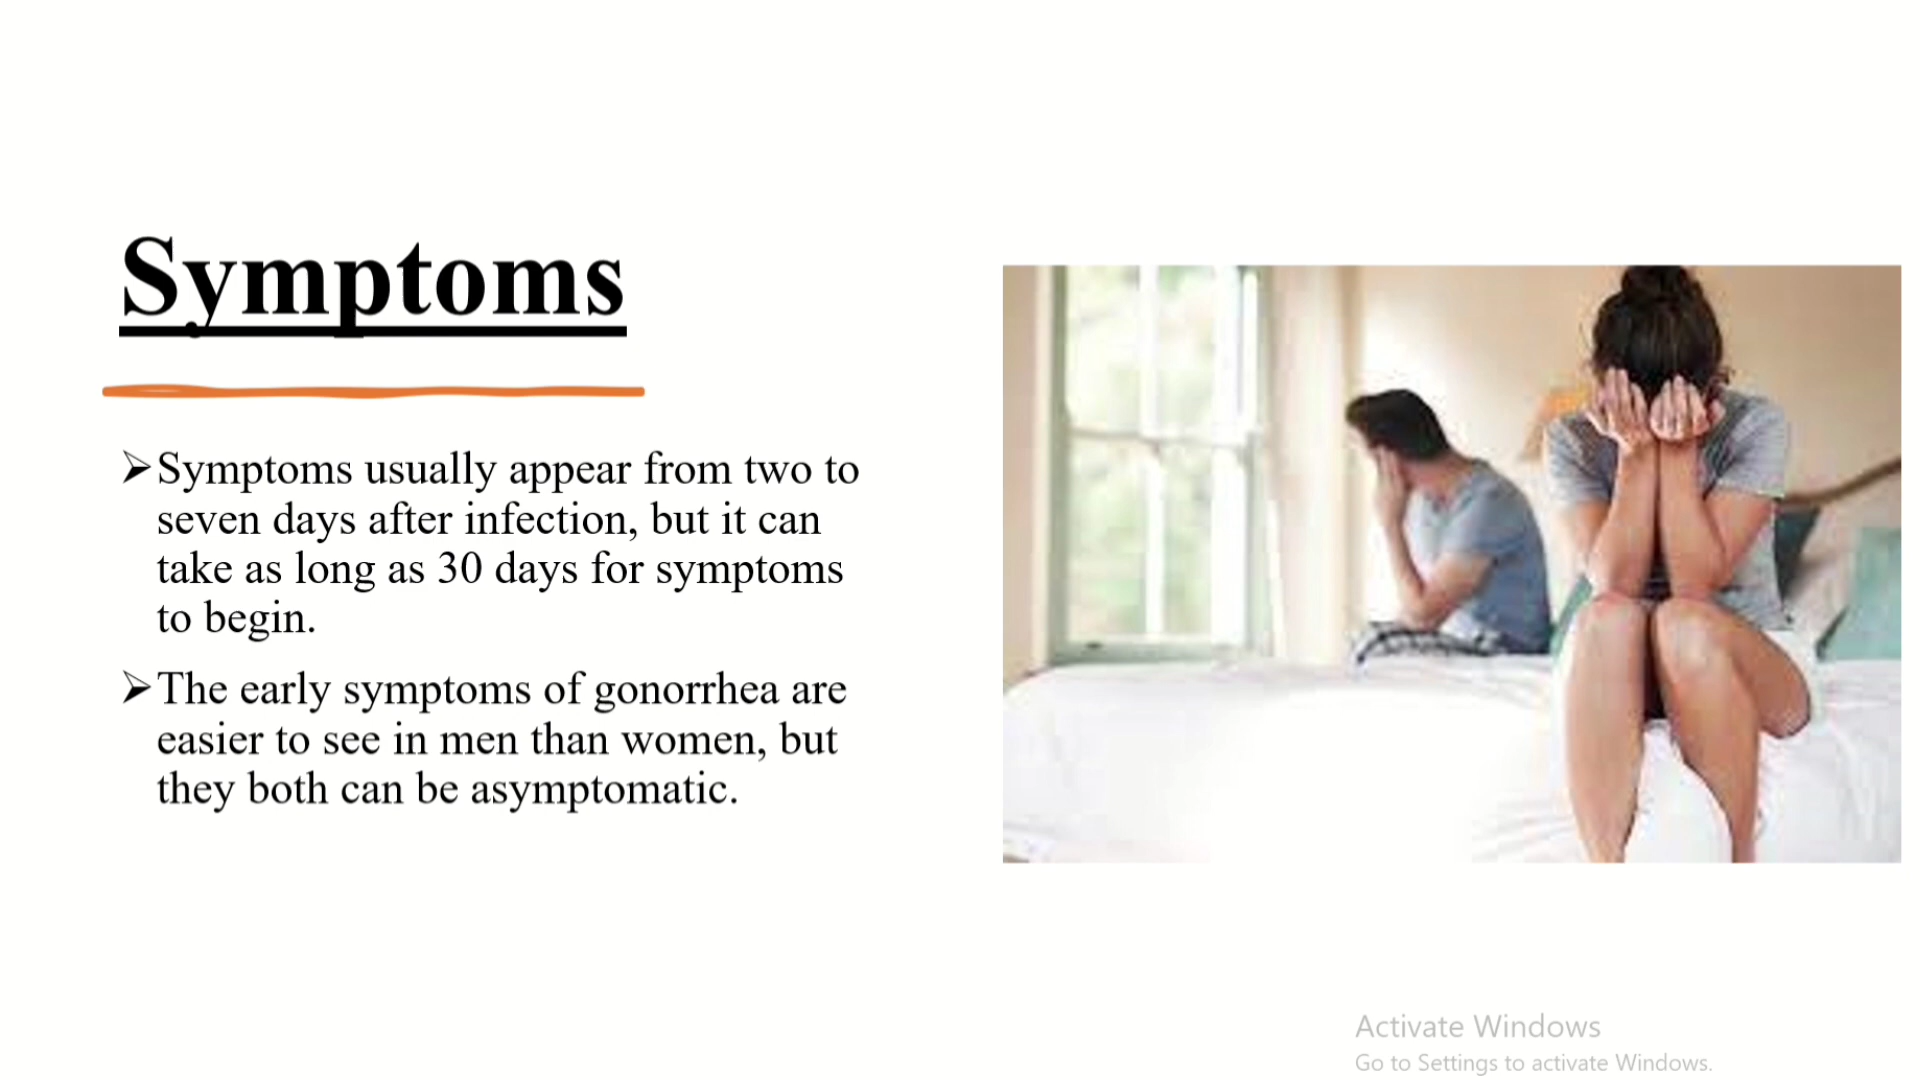 Symptoms
➢Symptoms usually appear from two to
seven days after infection, but it can
take as long as 30 days for symptoms
to begin.
➢The early symptoms of gonorrhea are
easier to see in men than women, but
they both can be asymptomatic.
Activate Windows
Go to Settings to activate Windows.